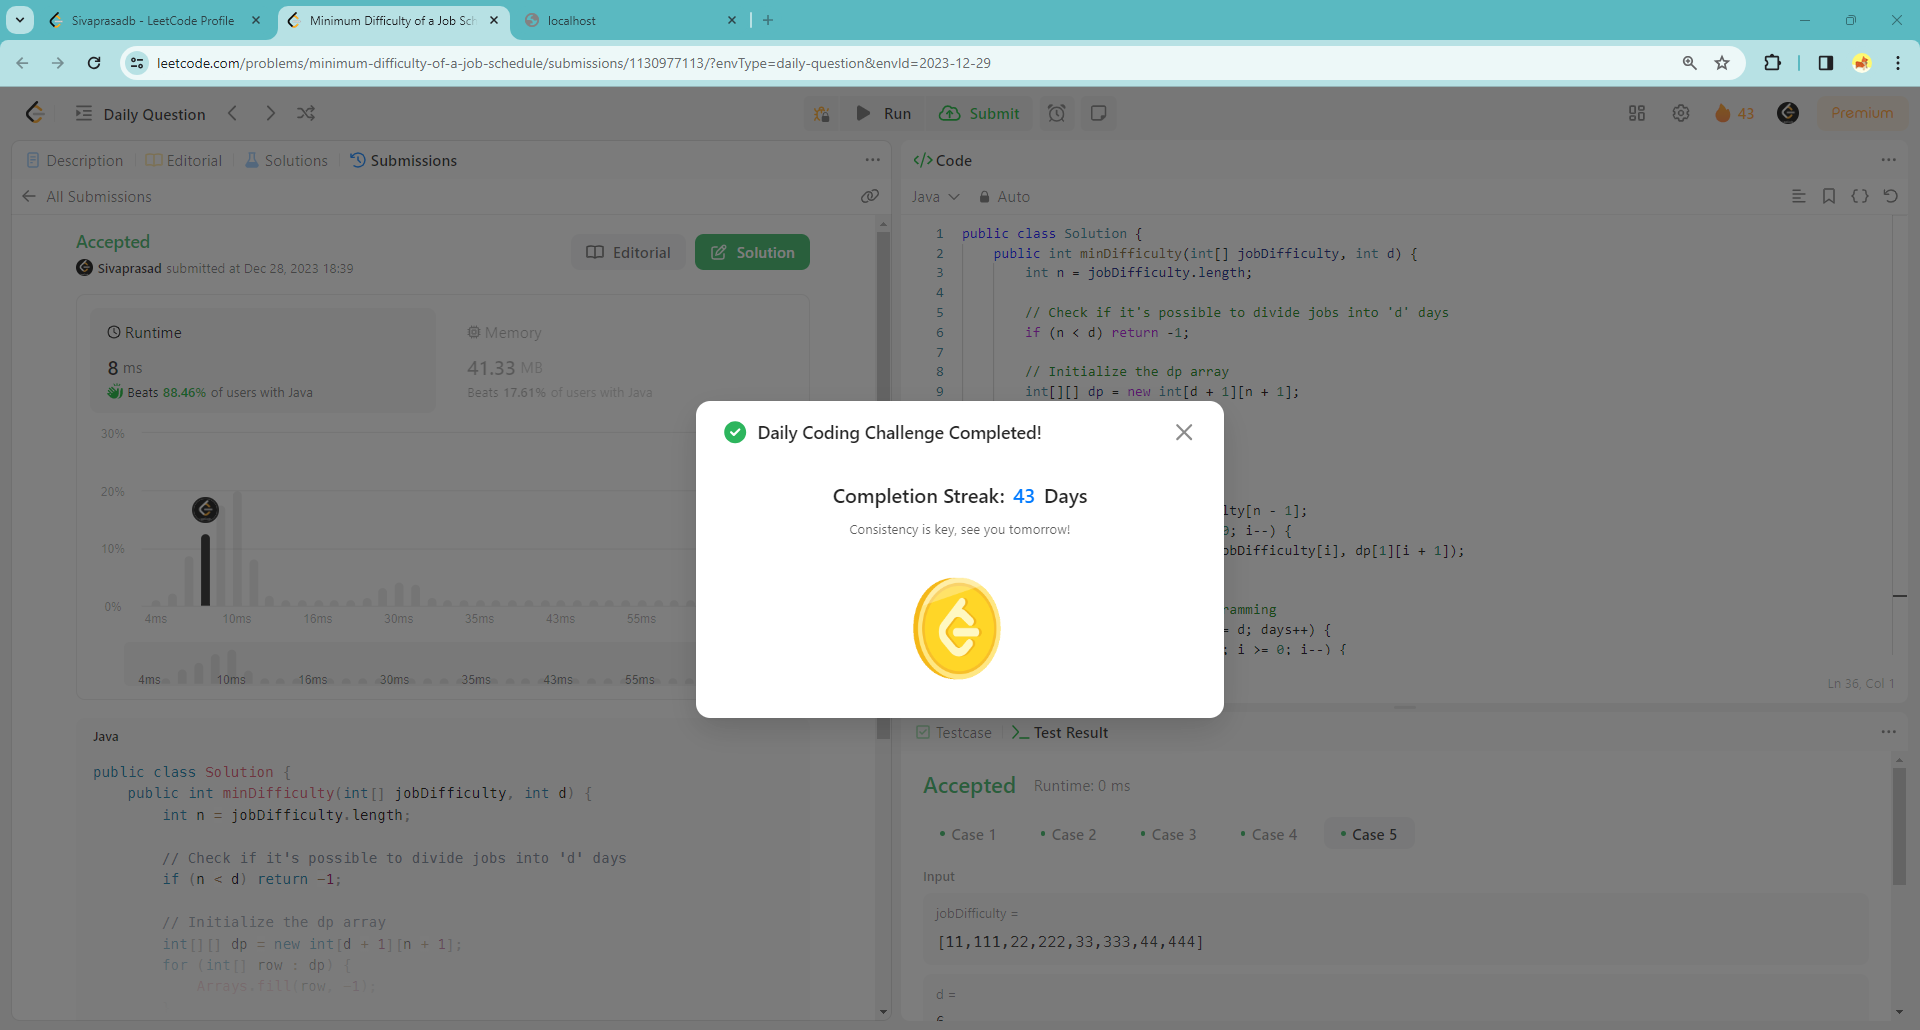 Sivaprasadb - LeetCode Profile
Minimum Difficulty of a Job Sch
localhost
leetcode.com/problems/minimum-difficulty-of-a-job-schedule/submissions/1130977113/?envType=daily-question&envId=2023-12-29
Daily Question
Run
Submit
43
Premium
Description
Editorial
Solutions
Submissions
All Submissions
Accepted
Sivaprasad submitted at Dec 28, 2023 18:39
Editorial
Solution
Runtime
8 ms
Beats 88.46% of users with Java
Memory
41.33 MB
Beats 17.61% of users with Java
30%
20%
10%
0%
4ms 10ms 16ms 30ms 35ms 43ms 55ms
4ms 10ms 16ms 30ms 35ms 43ms 55ms
Java
public class Solution {
public int minDifficulty(int[] jobDifficulty, int d) {
int n = jobDifficulty.length;
// Check if it's possible to divide jobs into 'd' days
if (n < d) return -1;
// Initialize the dp array
int[][] dp = new int[d + 1][n + 1];
for (int[] row : dp) {
Arrays.fill(row, -1);
</> Code
Java
Auto
1 public class Solution {
2 public int minDifficulty(int[] jobDifficulty, int d) {
3 int n = jobDifficulty.length;
4
5 // Check if it's possible to divide jobs into 'd' days
6 if (n < d) return -1;
7
8 // Initialize the dp array
9 int[][] dp = new int[d + 1][n + 1];
lty[n - 1];
; i--) {
bDifficulty[i], dp[1][i + 1]);
ramming
= d; days++) {
; i >= 0; i--) {
Ln 36, Col 1
Daily Coding Challenge Completed!
Completion Streak: 43 Days
Consistency is key, see you tomorrow!
Testcase
Test Result
Accepted
Runtime: 0 ms
Case 1
Case 2
Case 3
Case 4
Case 5
Input
jobDifficulty =
[11,111,22,222,33,333,44,444]
d =